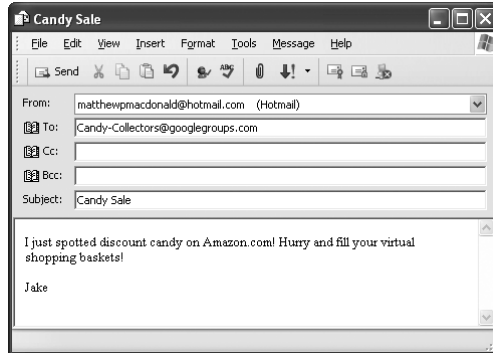 Candy Sale
File Edit View Insert Format Tools Message Help
Send ABC
From: matthewpmacdonald@hotmail.com (Hotmail)
To: Candy-Collectors@googlegroups.com
Cc:
Bcc:
Subject: Candy Sale
I just spotted discount candy on Amazon.com! Hurry and fill your virtual
shopping baskets!
Jake